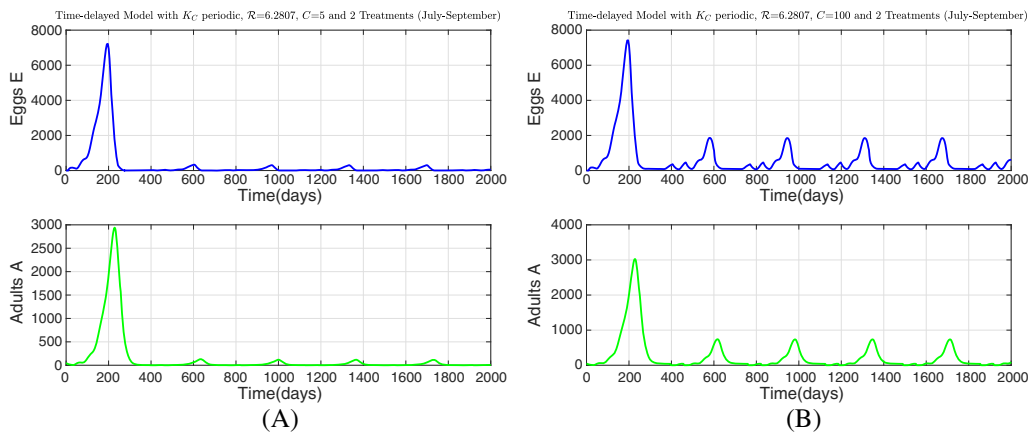 Time-delayed Model with K_C periodic, ℛ=6.2807, C=5 and 2 Treatments (July-September)
8000
6000
4000
2000
0
Eggs E
0 200 400 600 800 1000 1200 1400 1600 1800 2000
Time(days)
3000
2500
2000
1500
1000
500
0
Adults A
0 200 400 600 800 1000 1200 1400 1600 1800 2000
Time(days)
(A)
Time-delayed Model with K_C periodic, ℛ=6.2807, C=100 and 2 Treatments (July-September)
8000
6000
4000
2000
0
Eggs E
0 200 400 600 800 1000 1200 1400 1600 1800 2000
Time(days)
4000
3000
2000
1000
0
Adults A
0 200 400 600 800 1000 1200 1400 1600 1800 2000
Time(days)
(B)